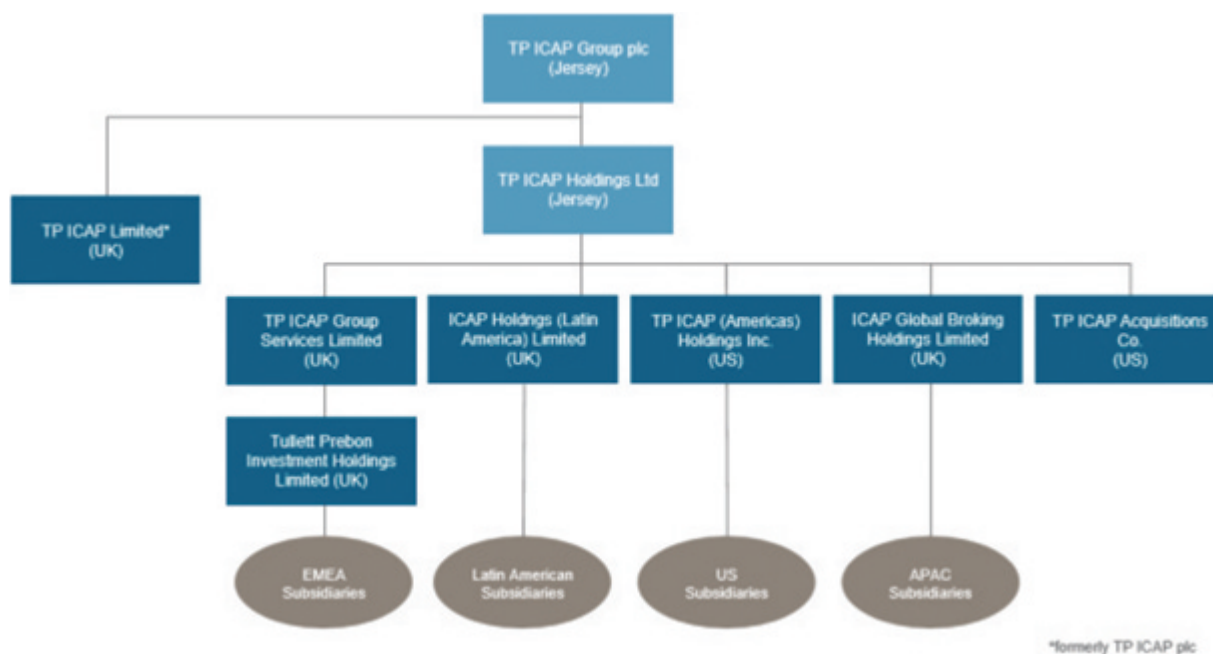 TP ICAP Group plc
(Jersey)
TP ICAP Holdings Ltd
(Jersey)
TP ICAP Limited*
(UK)
TP ICAP Group
Services Limited
(UK)
ICAP Holdngs (Latin
America) Limited
(UK)
TP ICAP (Americas)
Holdings Inc.
(US)
ICAP Global Broking
Holdings Limited
(UK)
TP ICAP Acquisitions
Co.
(US)
Tullett Prebon
Investment Holdings
Limited (UK)
EMEA
Subsidiaries
Latin American
Subsidiaries
US
Subsidiaries
APAC
Subsidiaries
*formerly TP ICAP plc